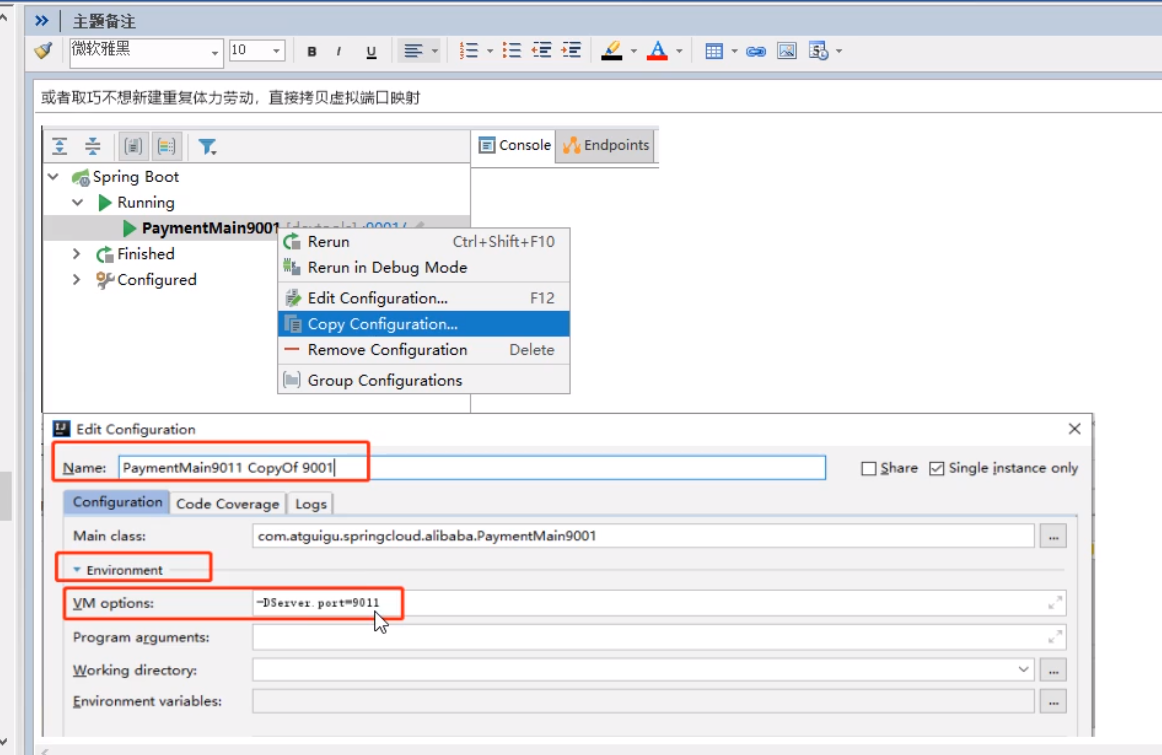 主题备注
微软雅黑
10
B I U
或者取巧不想新建重复体力劳动，直接拷贝虚拟端口映射
Console Endpoints
Spring Boot
Running
PaymentMain9001 [devtools] :9001/
Finished
Configured
Rerun Ctrl+Shift+F10
Rerun in Debug Mode
Edit Configuration... F12
Copy Configuration...
Remove Configuration Delete
Group Configurations
Edit Configuration
Name: PaymentMain9011 CopyOf 9001
Share Single instance only
Configuration Code Coverage Logs
Main class: com.atguigu.springcloud.alibaba.PaymentMain9001 ...
Environment
VM options: -DServer.port=9011
Program arguments:
Working directory: ...
Environment variables: ...